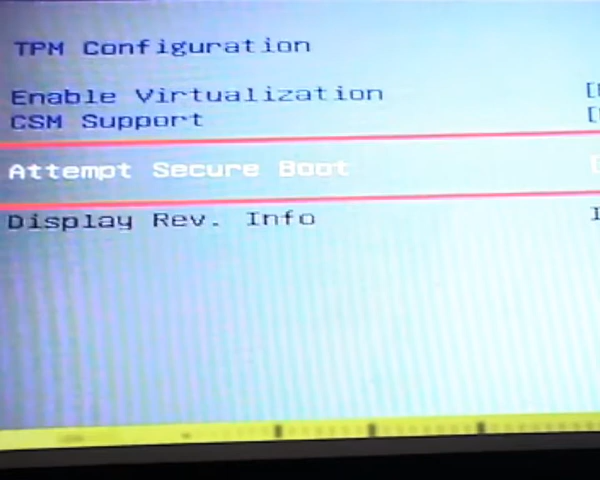 TPM Configuration
Enable Virtualization
CSM Support
Attempt Secure Boot
Display Rev. Info